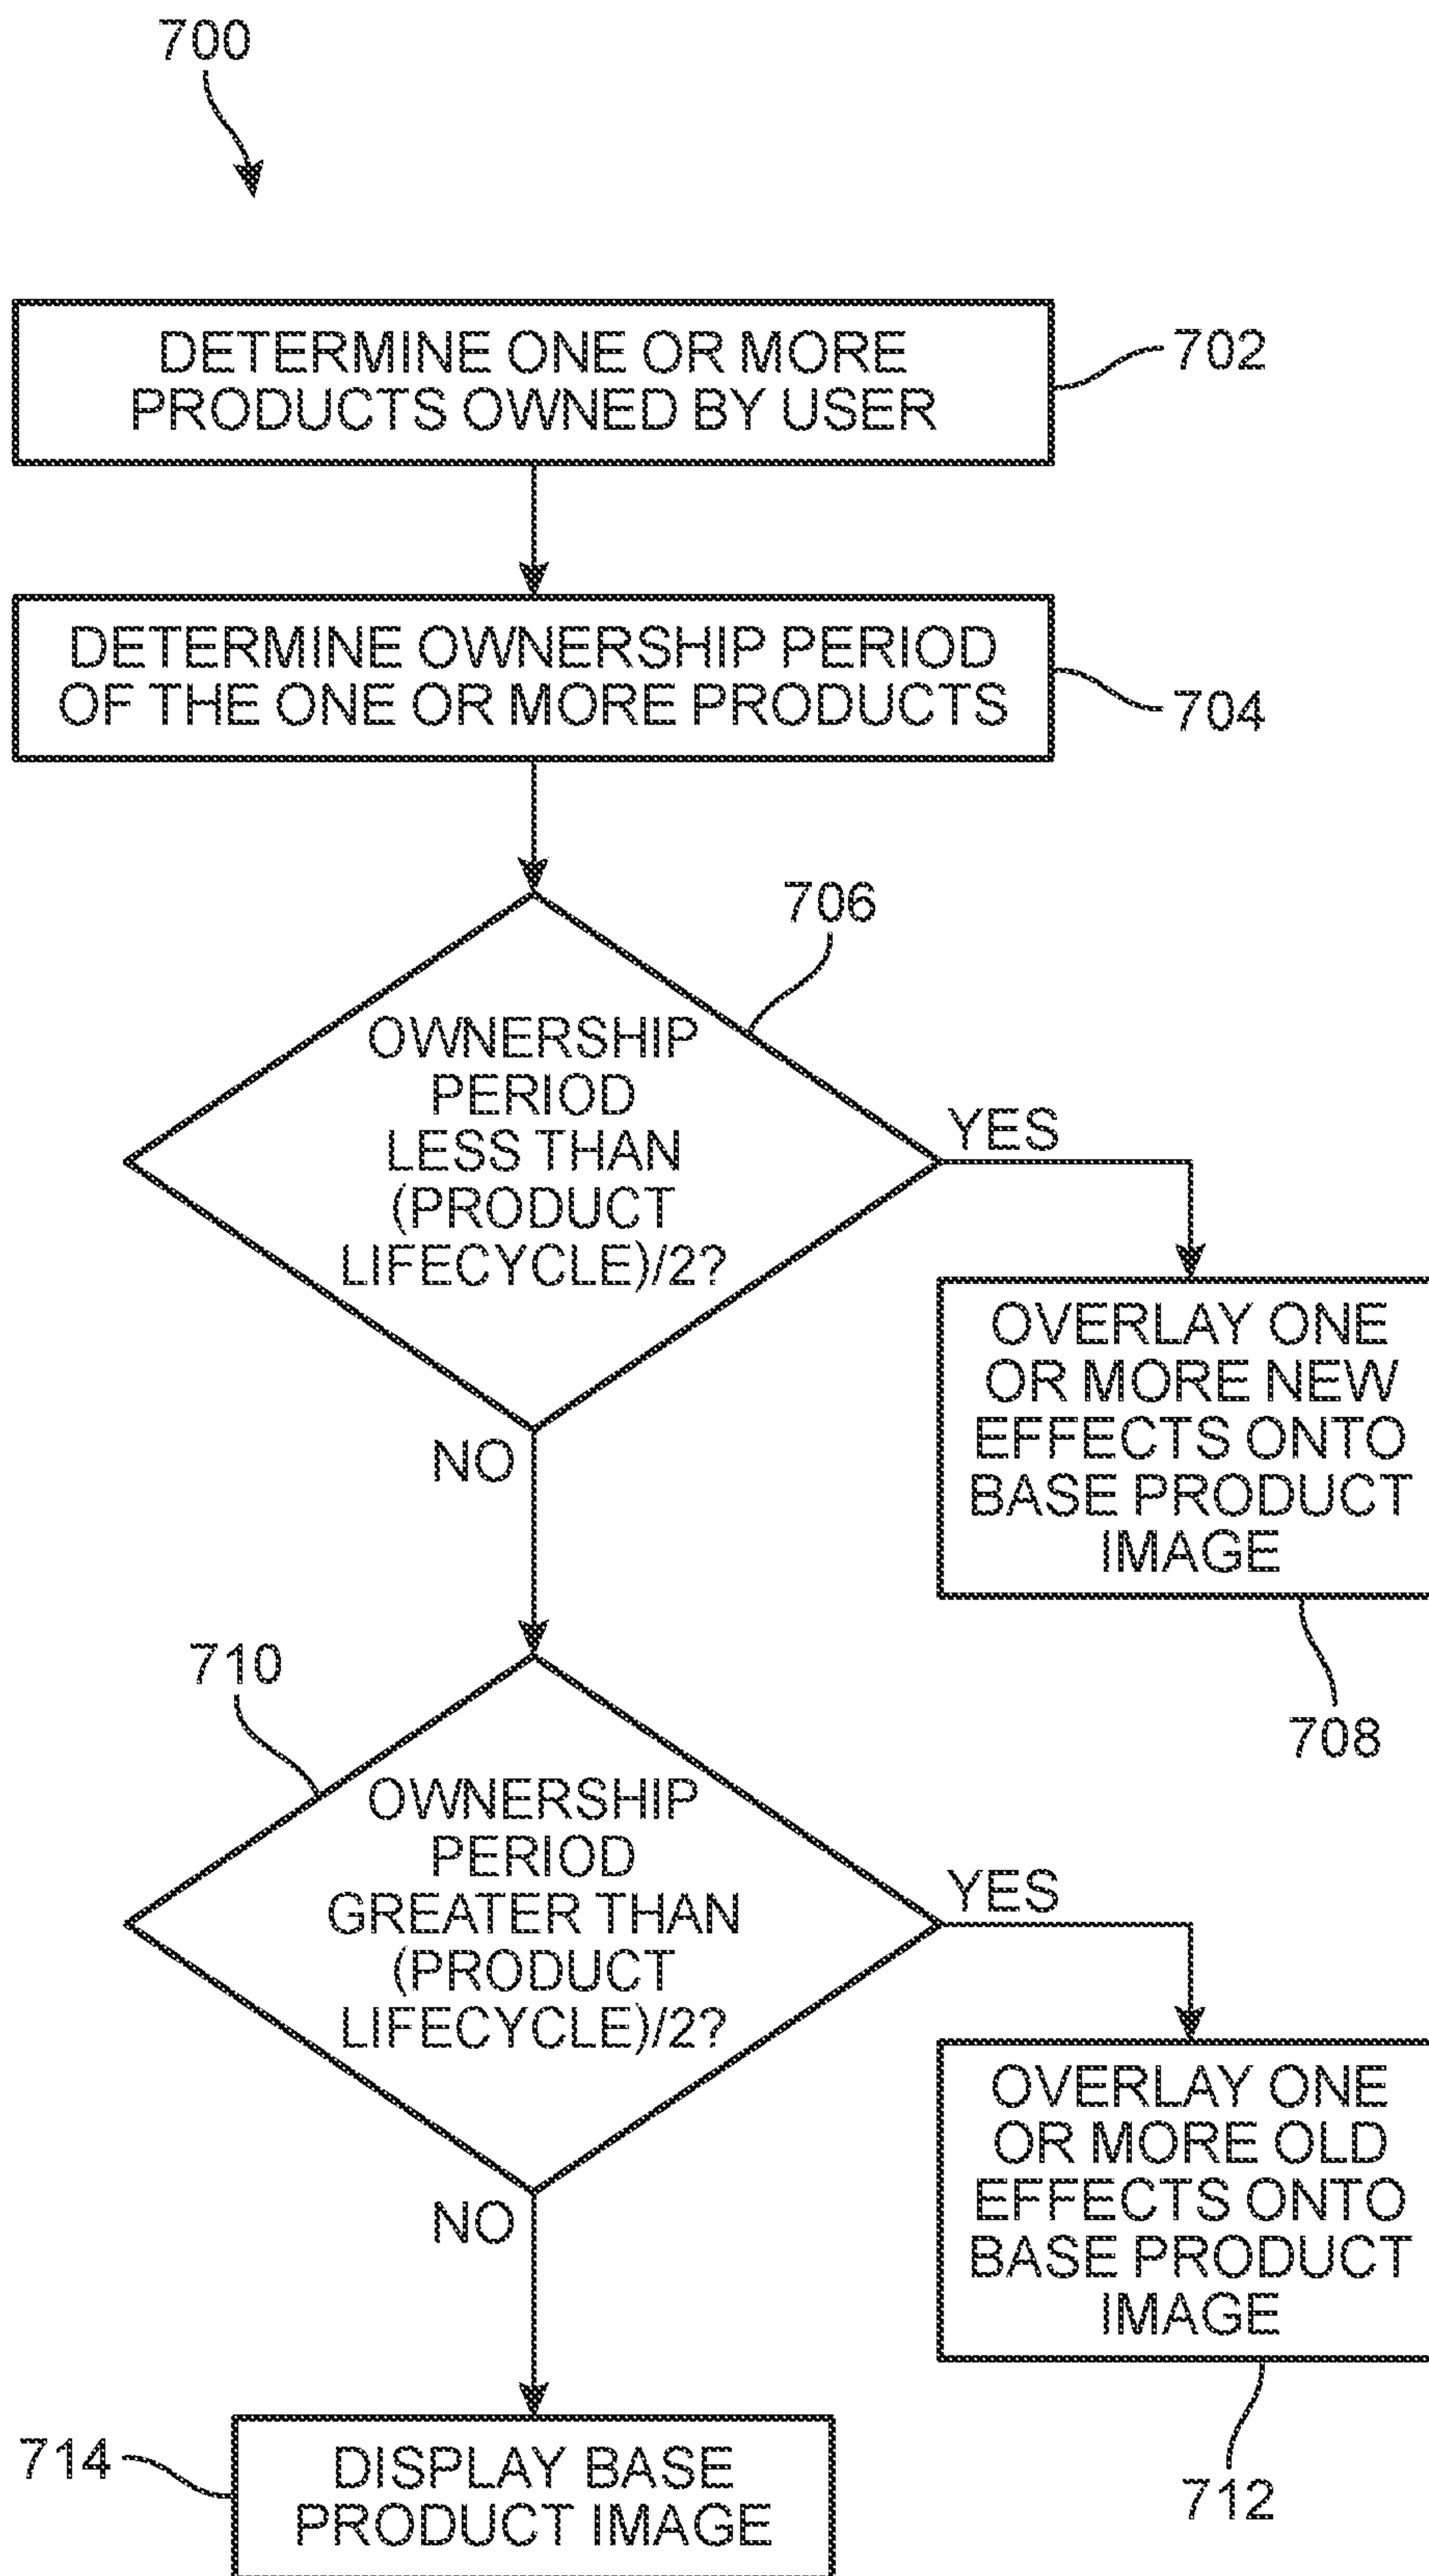 700
DETERMINE ONE OR MORE
PRODUCTS OWNED BY USER
702
DETERMINE OWNERSHIP PERIOD
OF THE ONE OR MORE PRODUCTS
704
706
OWNERSHIP
PERIOD
LESS THAN
(PRODUCT
LIFECYCLE)/2?
YES
OVERLAY ONE
OR MORE NEW
EFFECTS ONTO
BASE PRODUCT
IMAGE
708
NO
710
OWNERSHIP
PERIOD
GREATER THAN
(PRODUCT
LIFECYCLE)/2?
YES
OVERLAY ONE
OR MORE OLD
EFFECTS ONTO
BASE PRODUCT
IMAGE
712
NO
714
DISPLAY BASE
PRODUCT IMAGE